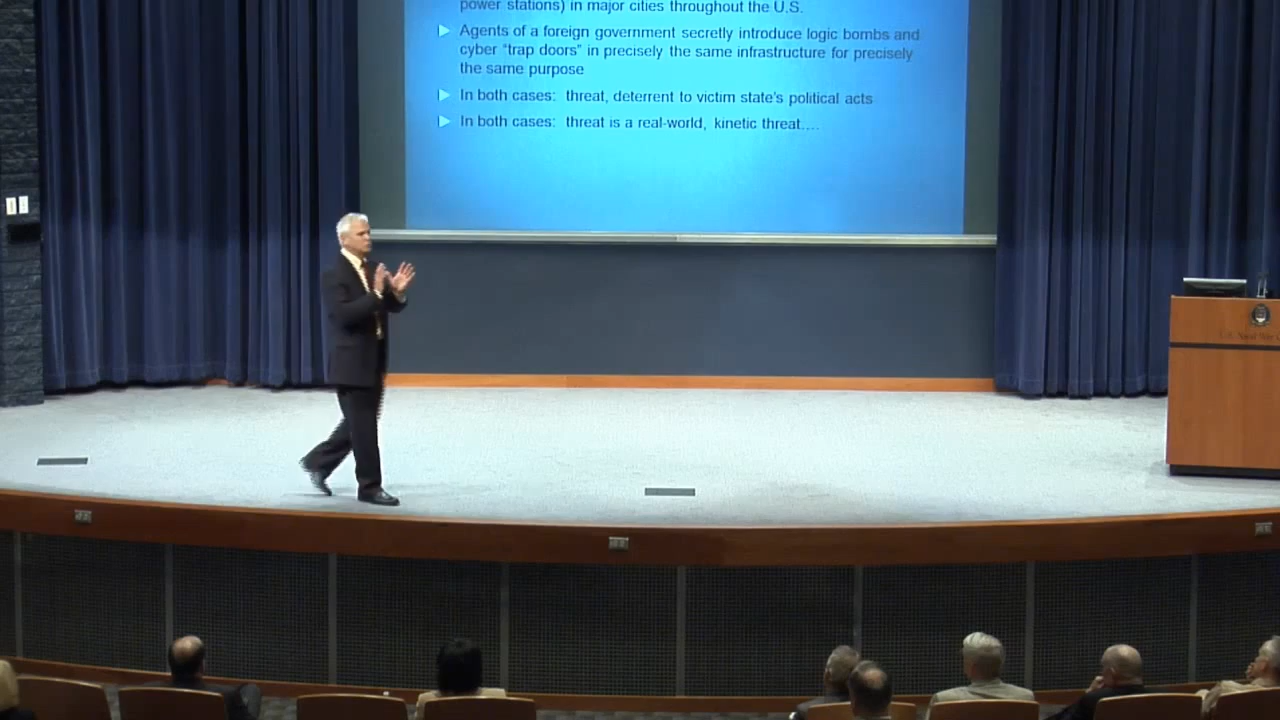 power stations) in major cities throughout the U.S.
Agents of a foreign government secretly introduce logic bombs and
cyber “trap doors” in precisely the same infrastructure for precisely
the same purpose
In both cases: threat, deterrent to victim state’s political acts
In both cases: threat is a real-world, kinetic threat....
U.S. Naval War